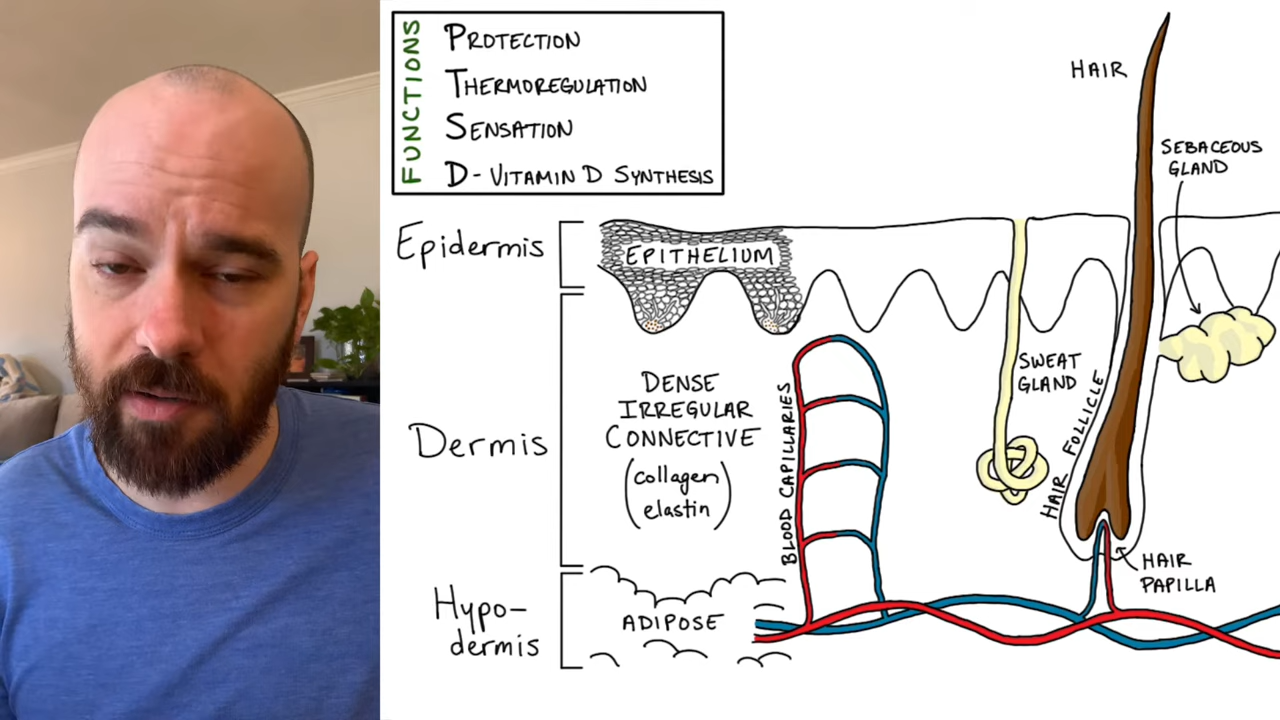 FUNCTIONS
PROTECTION
THERMOREGULATION
SENSATION
D - VITAMIN D SYNTHESIS
HAIR
SEBACEOUS
GLAND
Epidermis
EPITHELIUM
Dermis
DENSE
IRREGULAR
CONNECTIVE
(collagen
elastin)
BLOOD CAPILLARIES
SWEAT
GLAND
HAIR FOLLICLE
HAIR
PAPILLA
Hypo-
dermis
ADIPOSE